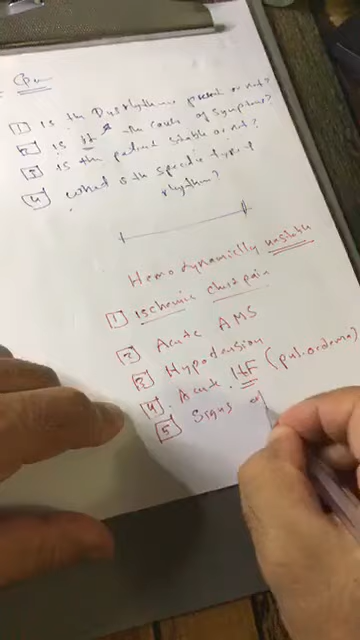 [1] Is the Dysrhythmia present or not?
[2] Is it the cause of symptoms?
[3] Is the patient stable or not?
[4] What is the specific type of
rhythm?
Hemodynamically unstable
[1] Ischemic chest pain
[2] Acute AMS
[3] Hypotension
[4] Acute HF (pul. oedema)
[5] Signs of